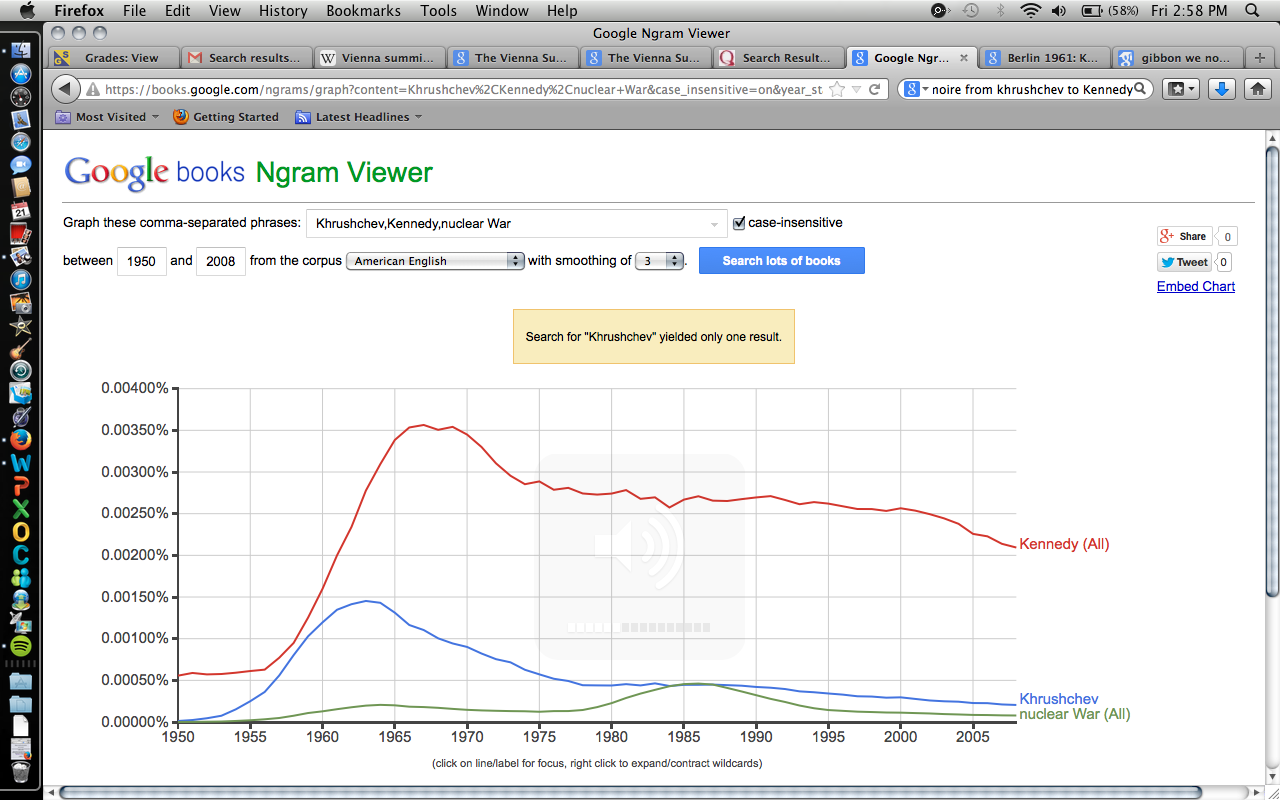 Firefox File Edit View History Bookmarks Tools Window Help (58%) Fri 2:58 PM
Google Ngram Viewer
Grades: View Search results... Vienna summi... The Vienna Su... The Vienna Su... Search Result... Google Ngr... Berlin 1961: K... gibbon we no...
https://books.google.com/ngrams/graph?content=Khrushchev%2CKennedy%2Cnuclear+War&case_insensitive=on&year_st noire from khrushchev to Kennedy
Most Visited Getting Started Latest Headlines
Google books Ngram Viewer
Graph these comma-separated phrases: Khrushchev,Kennedy,nuclear War case-insensitive
between 1950 and 2008 from the corpus American English with smoothing of 3 . Search lots of books
Share 0
Tweet 0
Embed Chart
Search for "Khrushchev" yielded only one result.
0.00400%
0.00350%
0.00300%
0.00250%
0.00200%
0.00150%
0.00100%
0.00050%
0.00000%
Kennedy (All)
Khrushchev
nuclear War (All)
1950 1955 1960 1965 1970 1975 1980 1985 1990 1995 2000 2005
(click on line/label for focus, right click to expand/contract wildcards)